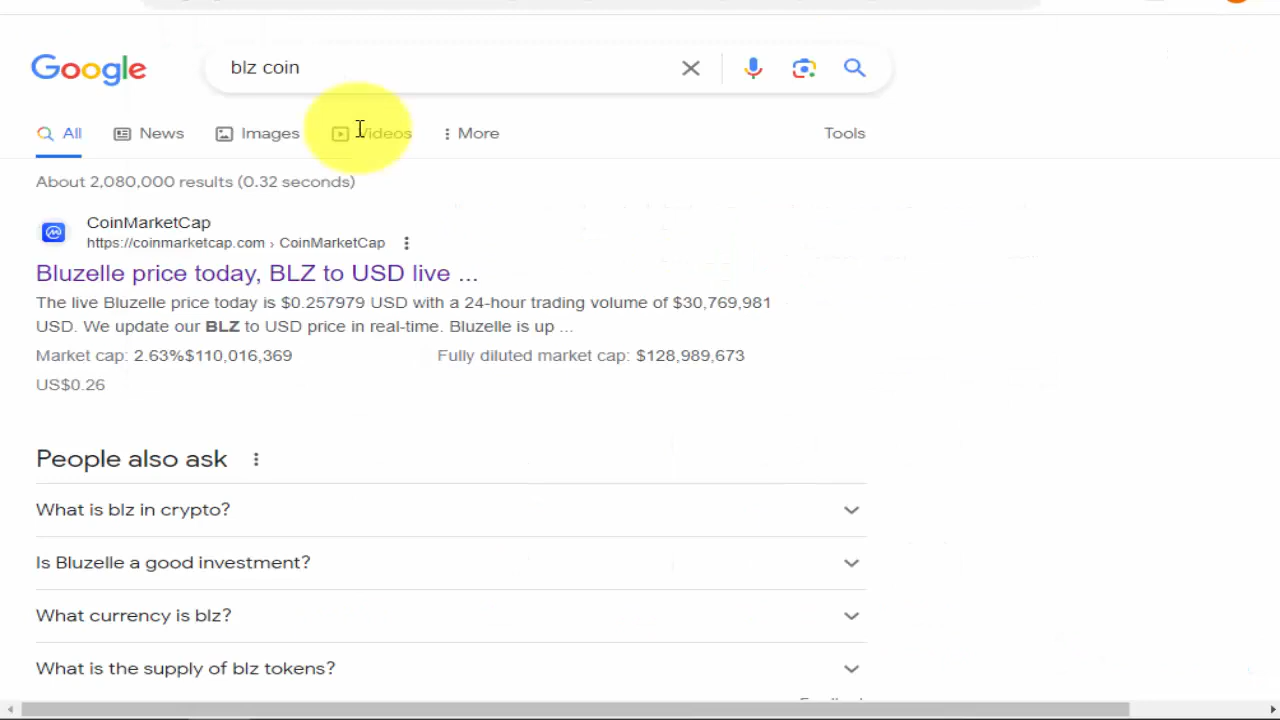 Google
blz coin
All News Images Videos More Tools
About 2,080,000 results (0.32 seconds)
CoinMarketCap
https://coinmarketcap.com › CoinMarketCap
Bluzelle price today, BLZ to USD live ...
The live Bluzelle price today is $0.257979 USD with a 24-hour trading volume of $30,769,981
USD. We update our BLZ to USD price in real-time. Bluzelle is up ...
Market cap: 2.63%$110,016,369 Fully diluted market cap: $128,989,673
US$0.26
People also ask
What is blz in crypto?
Is Bluzelle a good investment?
What currency is blz?
What is the supply of blz tokens?